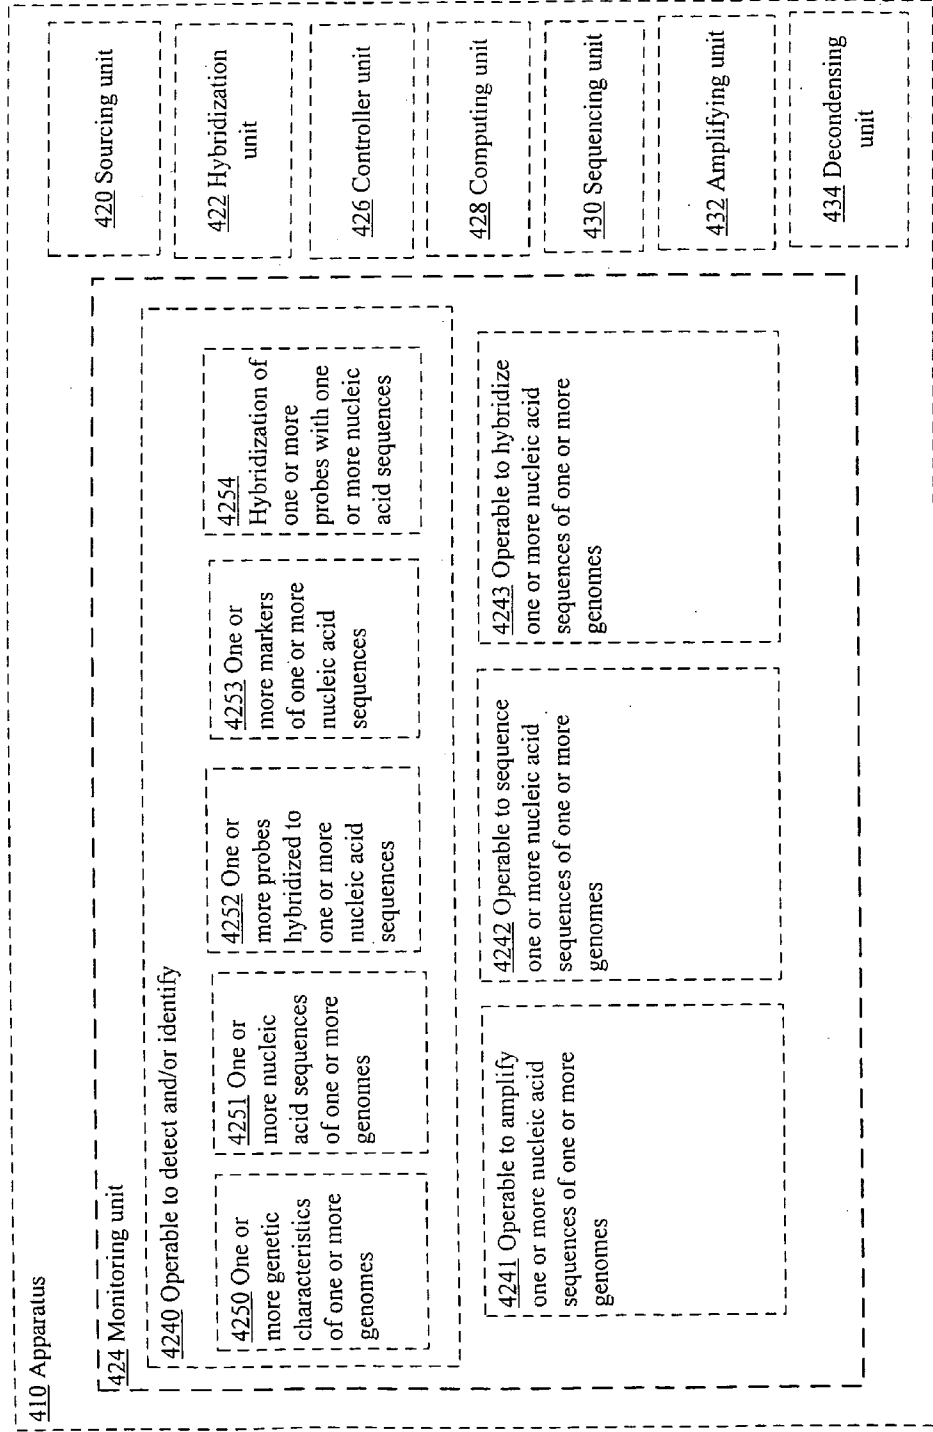 410 Apparatus
424 Monitoring unit
4240 Operable to detect and/or identify
4250 One or
more genetic
characteristics
of one or more
genomes
4251 One or
more nucleic
acid sequences
of one or more
genomes
4252 One or
more probes
hybridized to
one or more
nucleic acid
sequences
4253 One or
more markers
of one or more
nucleic acid
sequences
4254
Hybridization of
one or more
probes with one
or more nucleic
acid sequences
4241 Operable to amplify
one or more nucleic acid
sequences of one or more
genomes
4242 Operable to sequence
one or more nucleic acid
sequences of one or more
genomes
4243 Operable to hybridize
one or more nucleic acid
sequences of one or more
genomes
420 Sourcing unit
422 Hybridization
unit
426 Controller unit
428 Computing unit
430 Sequencing unit
432 Amplifying unit
434 Decondensing
unit